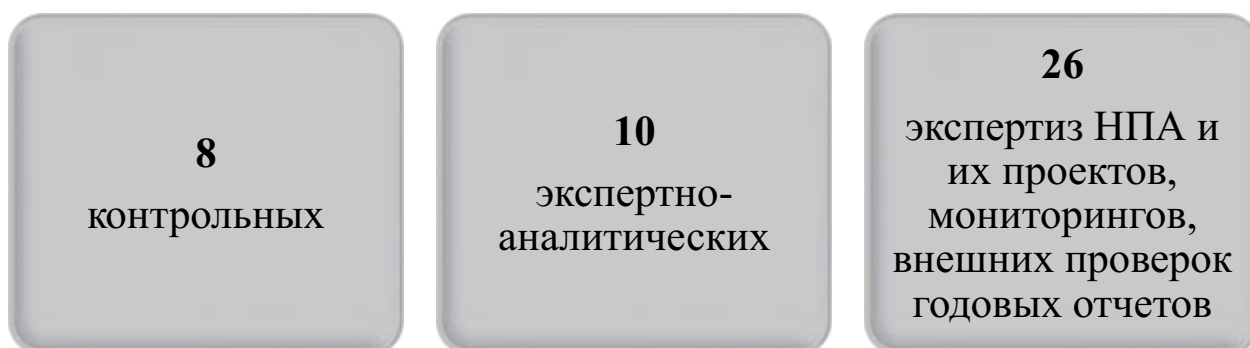 8
контрольных
10
экспертно-
аналитических
26
экспертиз НПА и
их проектов,
мониторингов,
внешних проверок
годовых отчетов